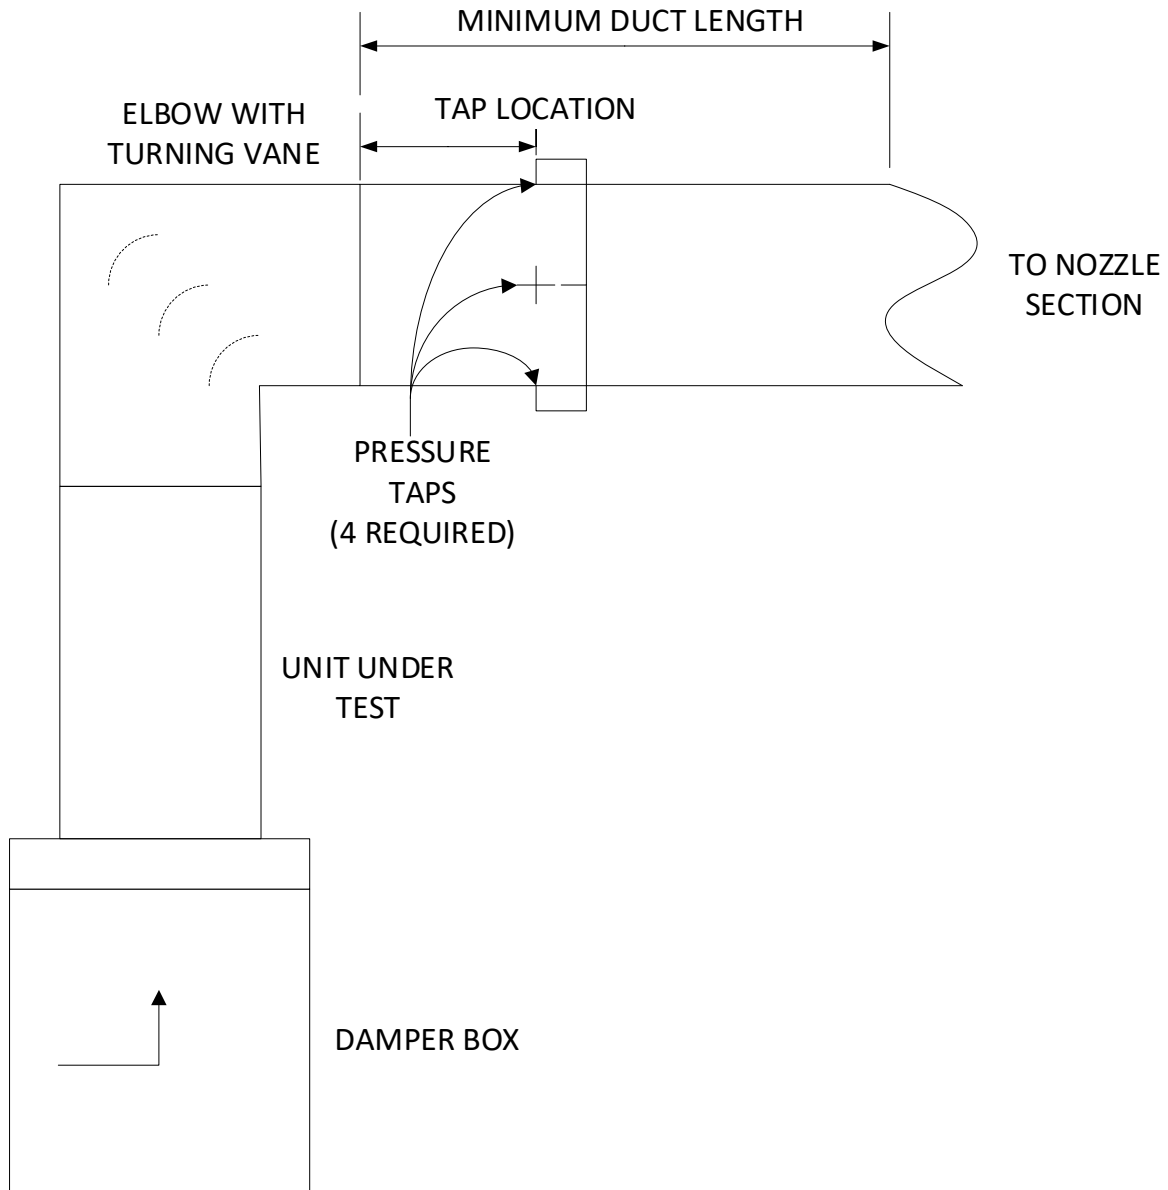 MINIMUM DUCT LENGTH
ELBOW WITH
TURNING VANE
TAP LOCATION
TO NOZZLE
SECTION
PRESSURE
TAPS
(4 REQUIRED)
UNIT UNDER
TEST
DAMPER BOX